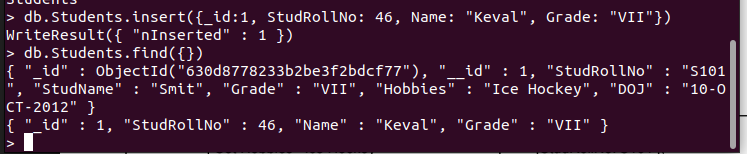 Students
> db.Students.insert({_id:1, StudRollNo: 46, Name: "Keval", Grade: "VII"})
WriteResult({ "nInserted" : 1 })
> db.Students.find({})
{ "_id" : ObjectId("630d8778233b2be3f2bdcf77"), "__id" : 1, "StudRollNo" : "S101
", "StudName" : "Smit", "Grade" : "VII", "Hobbies" : "Ice Hockey", "DOJ" : "10-O
CT-2012" }
{ "_id" : 1, "StudRollNo" : 46, "Name" : "Keval", "Grade" : "VII" }
>